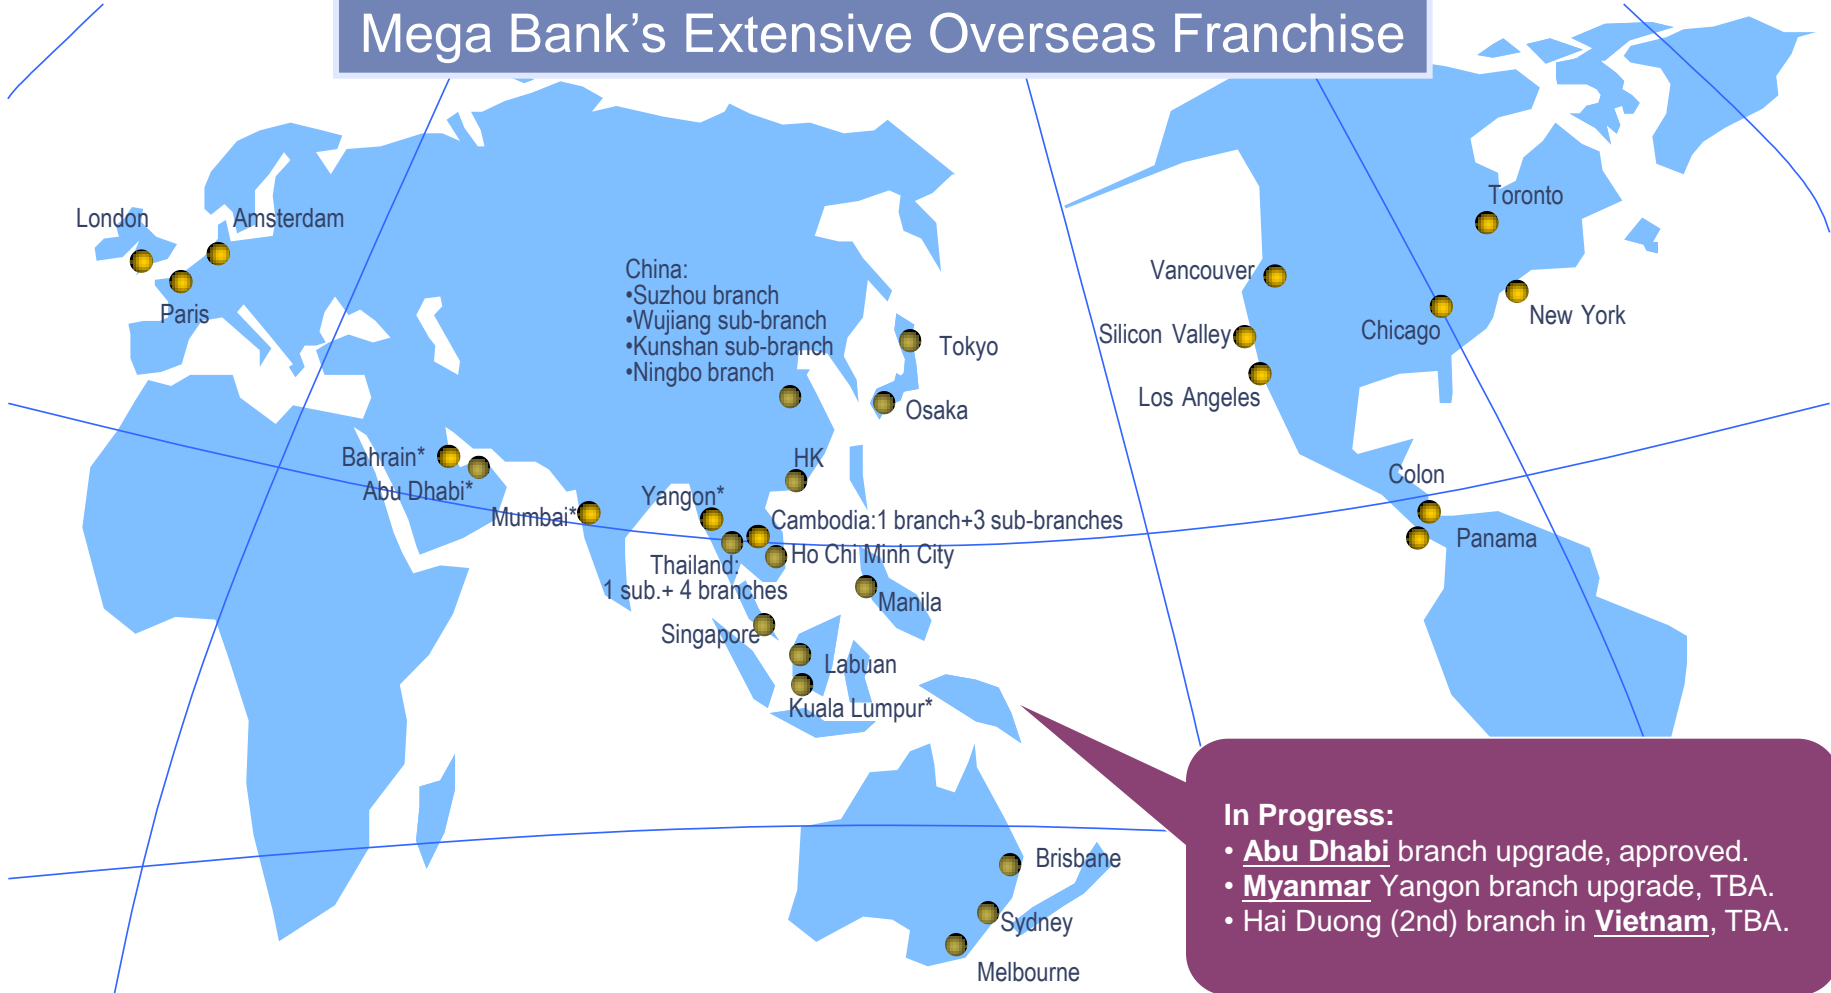 Mega Bank’s Extensive Overseas Franchise
London
Amsterdam
Paris
China:
•Suzhou branch
•Wujiang sub-branch
•Kunshan sub-branch
•Ningbo branch
Tokyo
Osaka
Toronto
Vancouver
New York
Chicago
Silicon Valley
Los Angeles
Bahrain*
Abu Dhabi*
Mumbai*
HK
Yangon*
Cambodia:1 branch+3 sub-branches
Ho Chi Minh City
Thailand:
1 sub.+ 4 branches
Manila
Singapore
Labuan
Kuala Lumpur*
Colon
Panama
Brisbane
Sydney
Melbourne
In Progress:
• Abu Dhabi branch upgrade, approved.
• Myanmar Yangon branch upgrade, TBA.
• Hai Duong (2nd) branch in Vietnam, TBA.